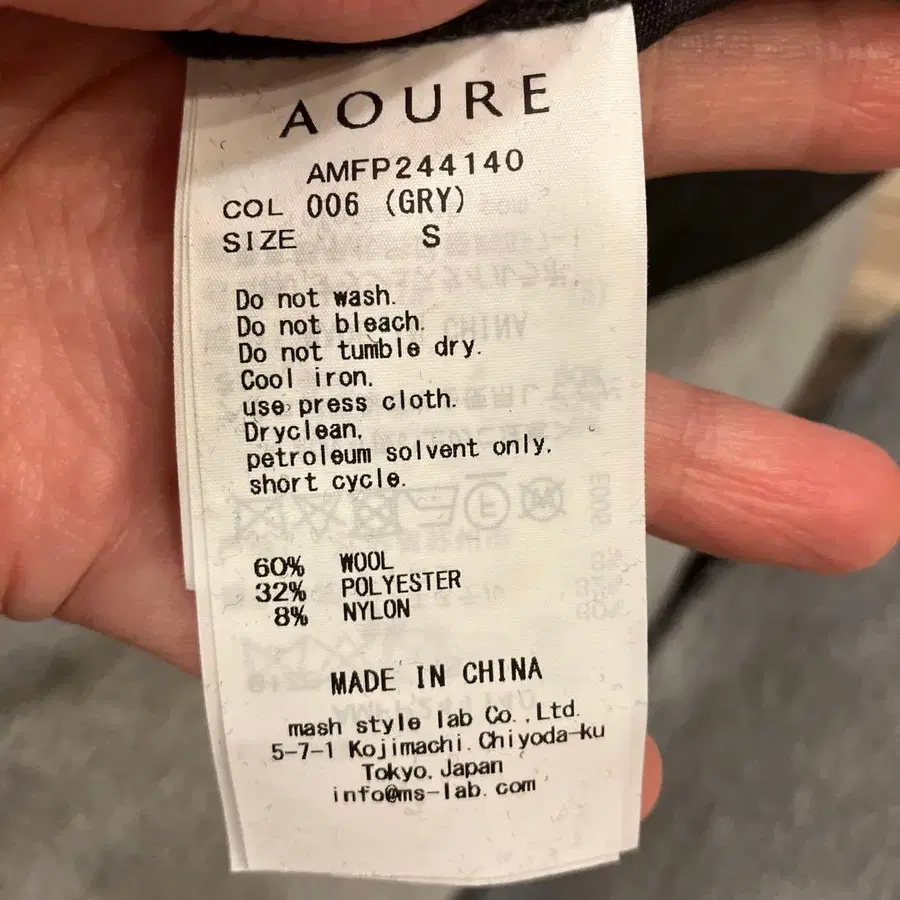 AOURE
AMFP244140
COL 006 (GRY)
SIZE S
Do not wash.
Do not bleach.
Do not tumble dry.
Cool iron.
use press cloth.
Dryclean,
petroleum solvent only,
short cycle.
60% WOOL
32% POLYESTER
8% NYLON
MADE IN CHINA
mash style lab Co.,Ltd.
5-7-1 Kojimachi. Chiyoda-ku
Tokyo, Japan
info@ms-lab.com